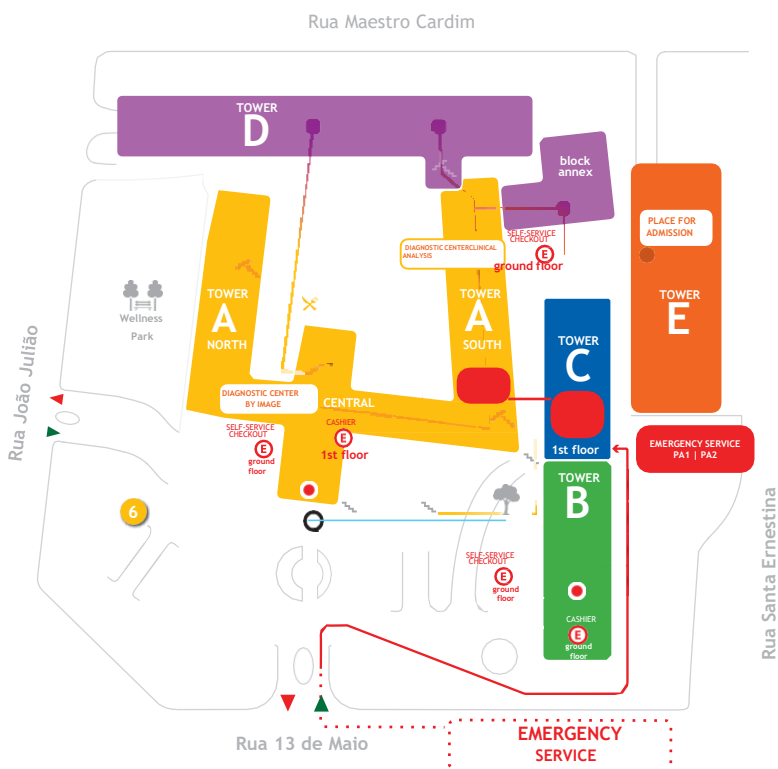 Rua Maestro Cardim
TOWER
D
block
annex
PLACE FOR
ADMISSION
SELF-SERVICE
CHECKOUT
E
ground floor
DIAGNOSTIC CENTERCLINICAL
ANALYSIS
TOWER
A
NORTH
TOWER
A
SOUTH
TOWER
E
Wellness
Park
TOWER
C
1st floor
Rua João Julião
DIAGNOSTIC CENTER
BY IMAGE
CENTRAL
SELF-SERVICE
CHECKOUT
E
ground
floor
CASHIER
E
1st floor
EMERGENCY SERVICE
PA1 | PA2
TOWER
B
6
SELF-SERVICE
CHECKOUT
E
ground
floor
CASHIER
E
ground
floor
Rua Santa Ernestina
Rua 13 de Maio
EMERGENCY
SERVICE